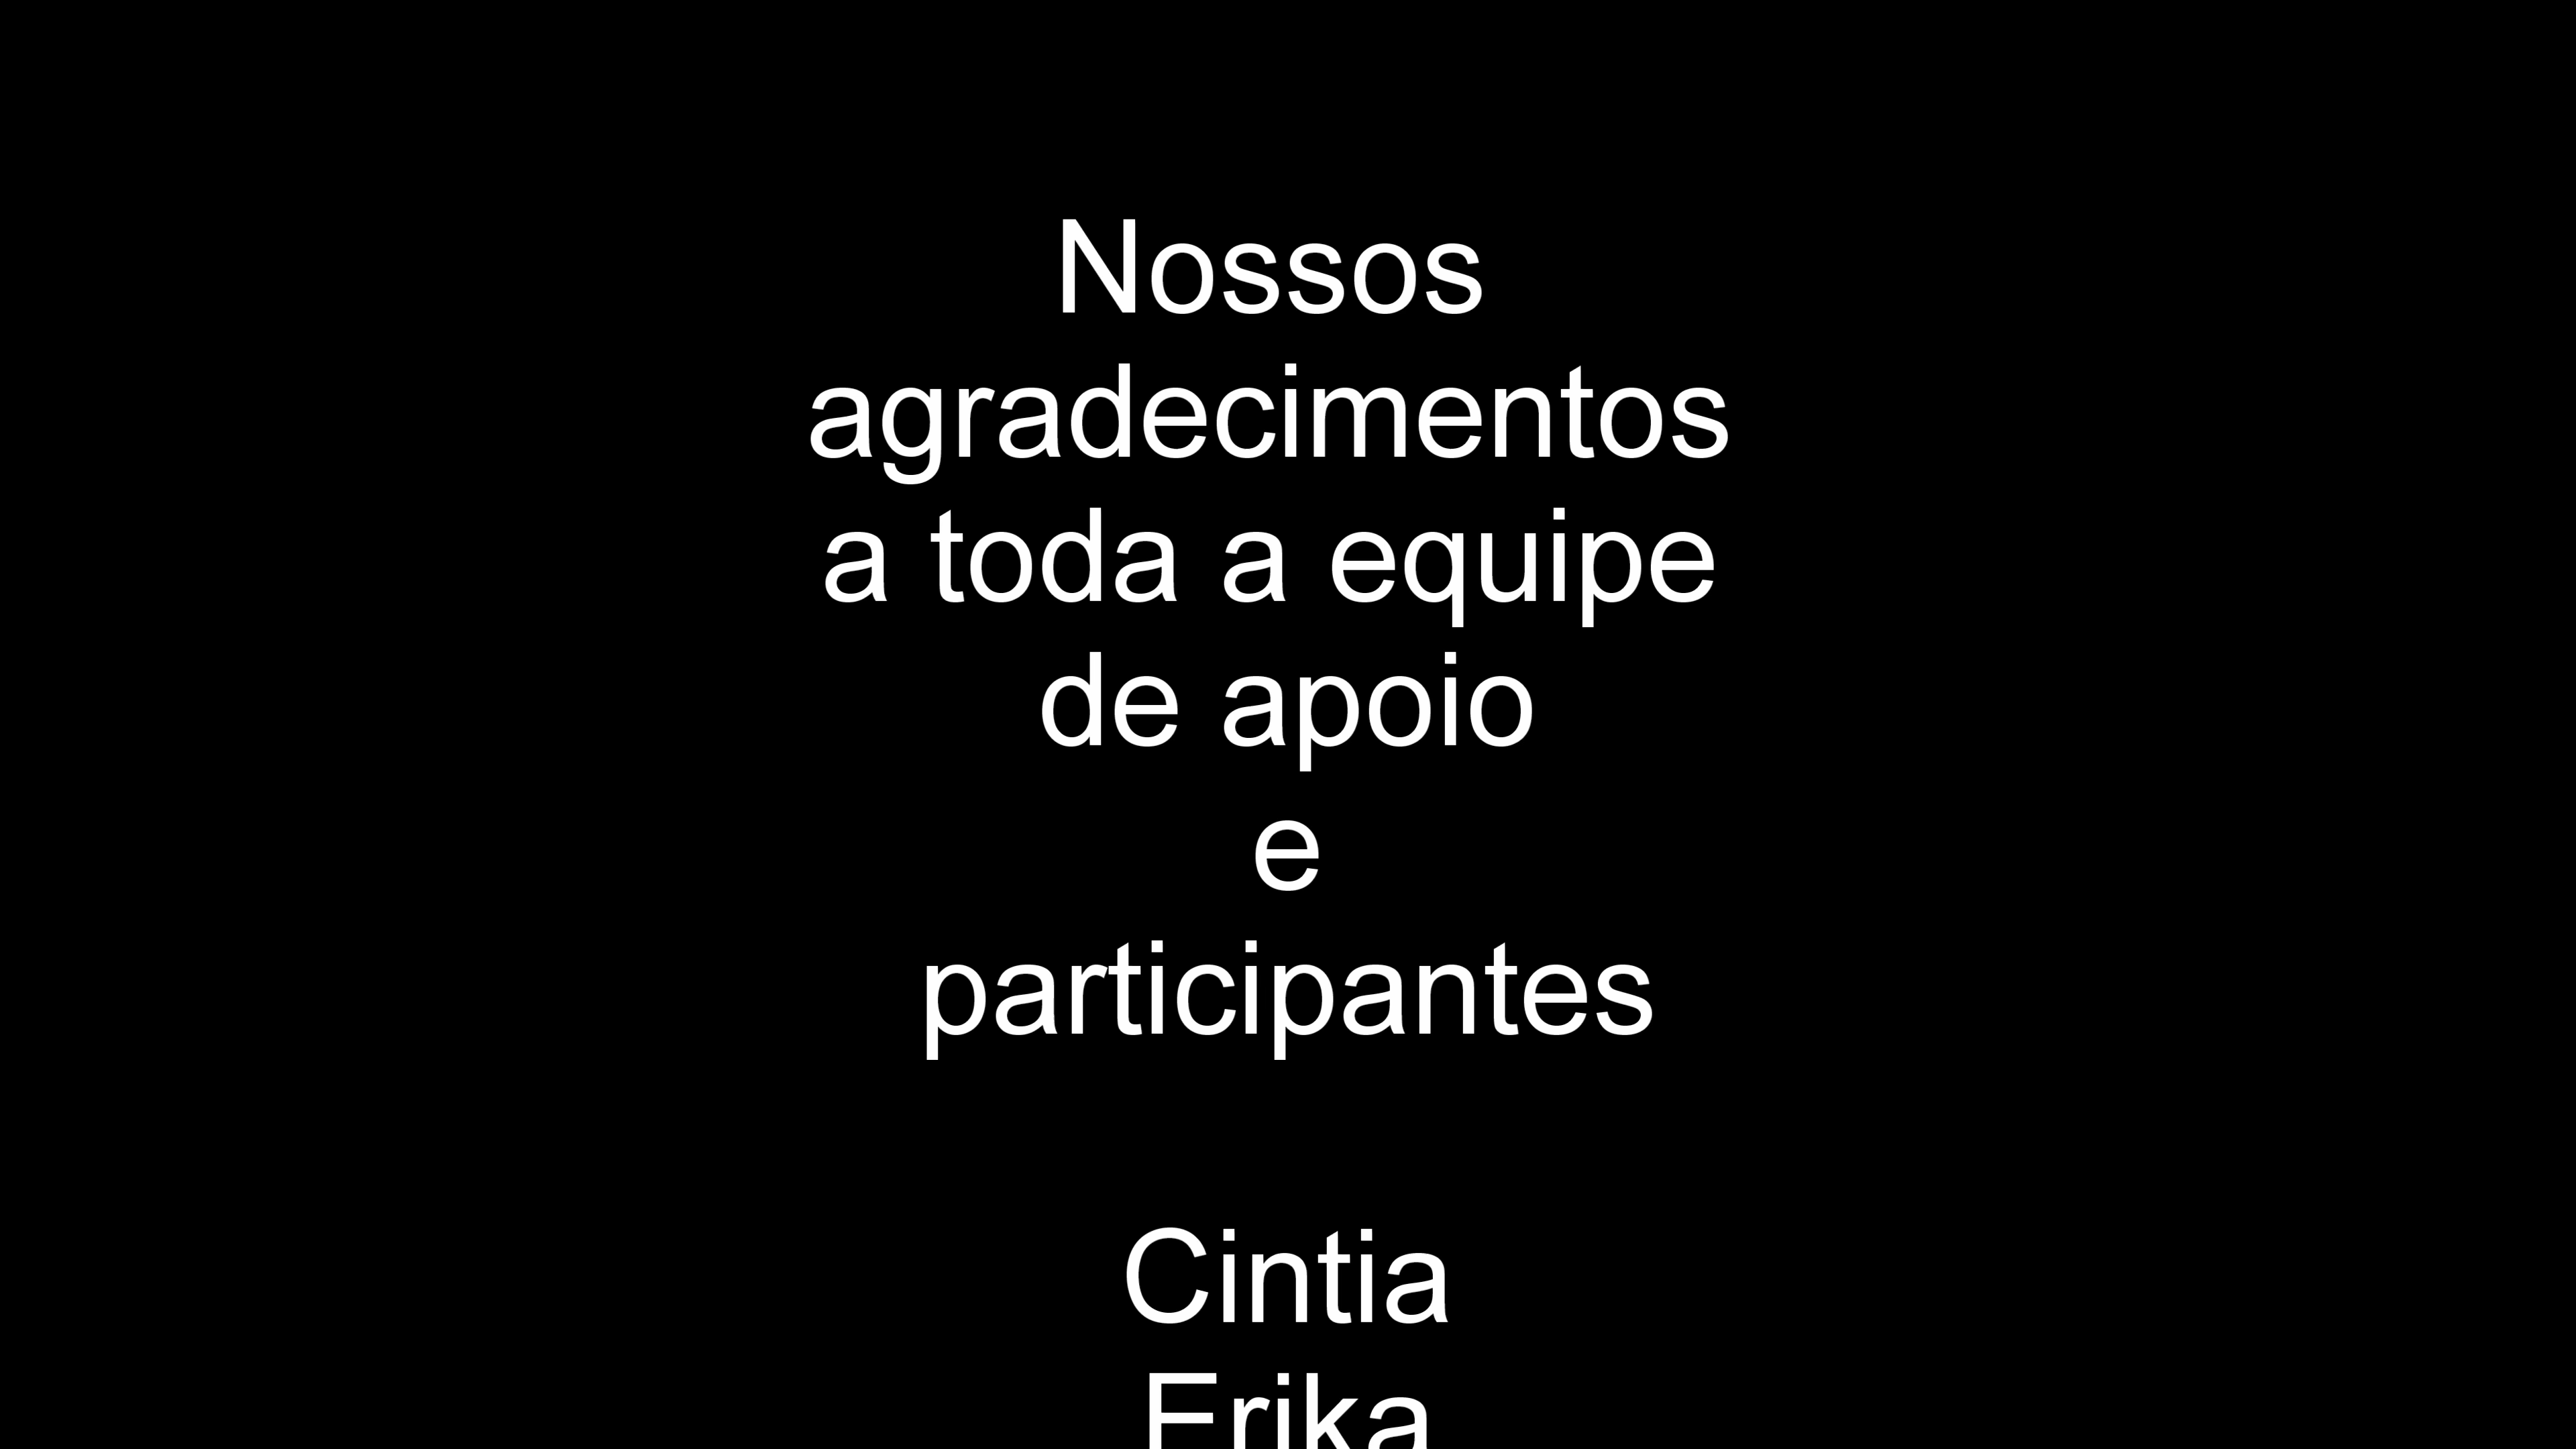 Nossos
agradecimentos
a toda a equipe
de apoio
e
participantes
Cintia
Erika